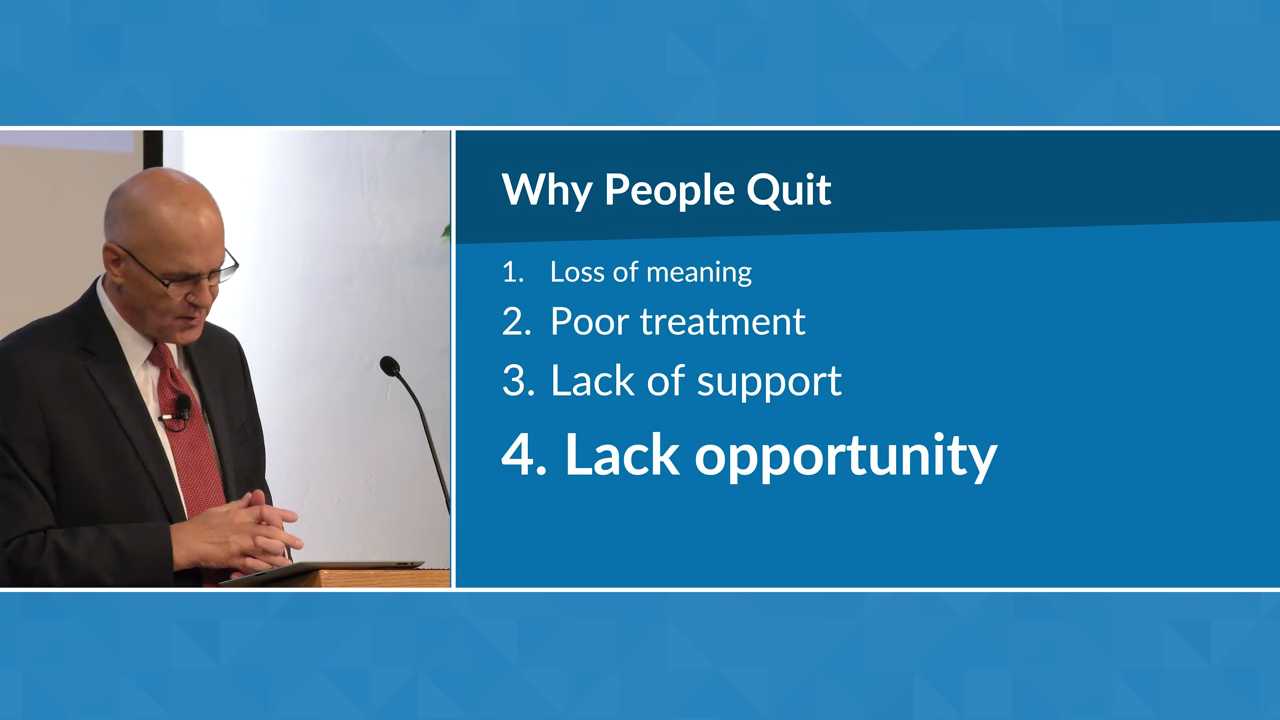 Why People Quit
1. Loss of meaning
2. Poor treatment
3. Lack of support
4. Lack opportunity